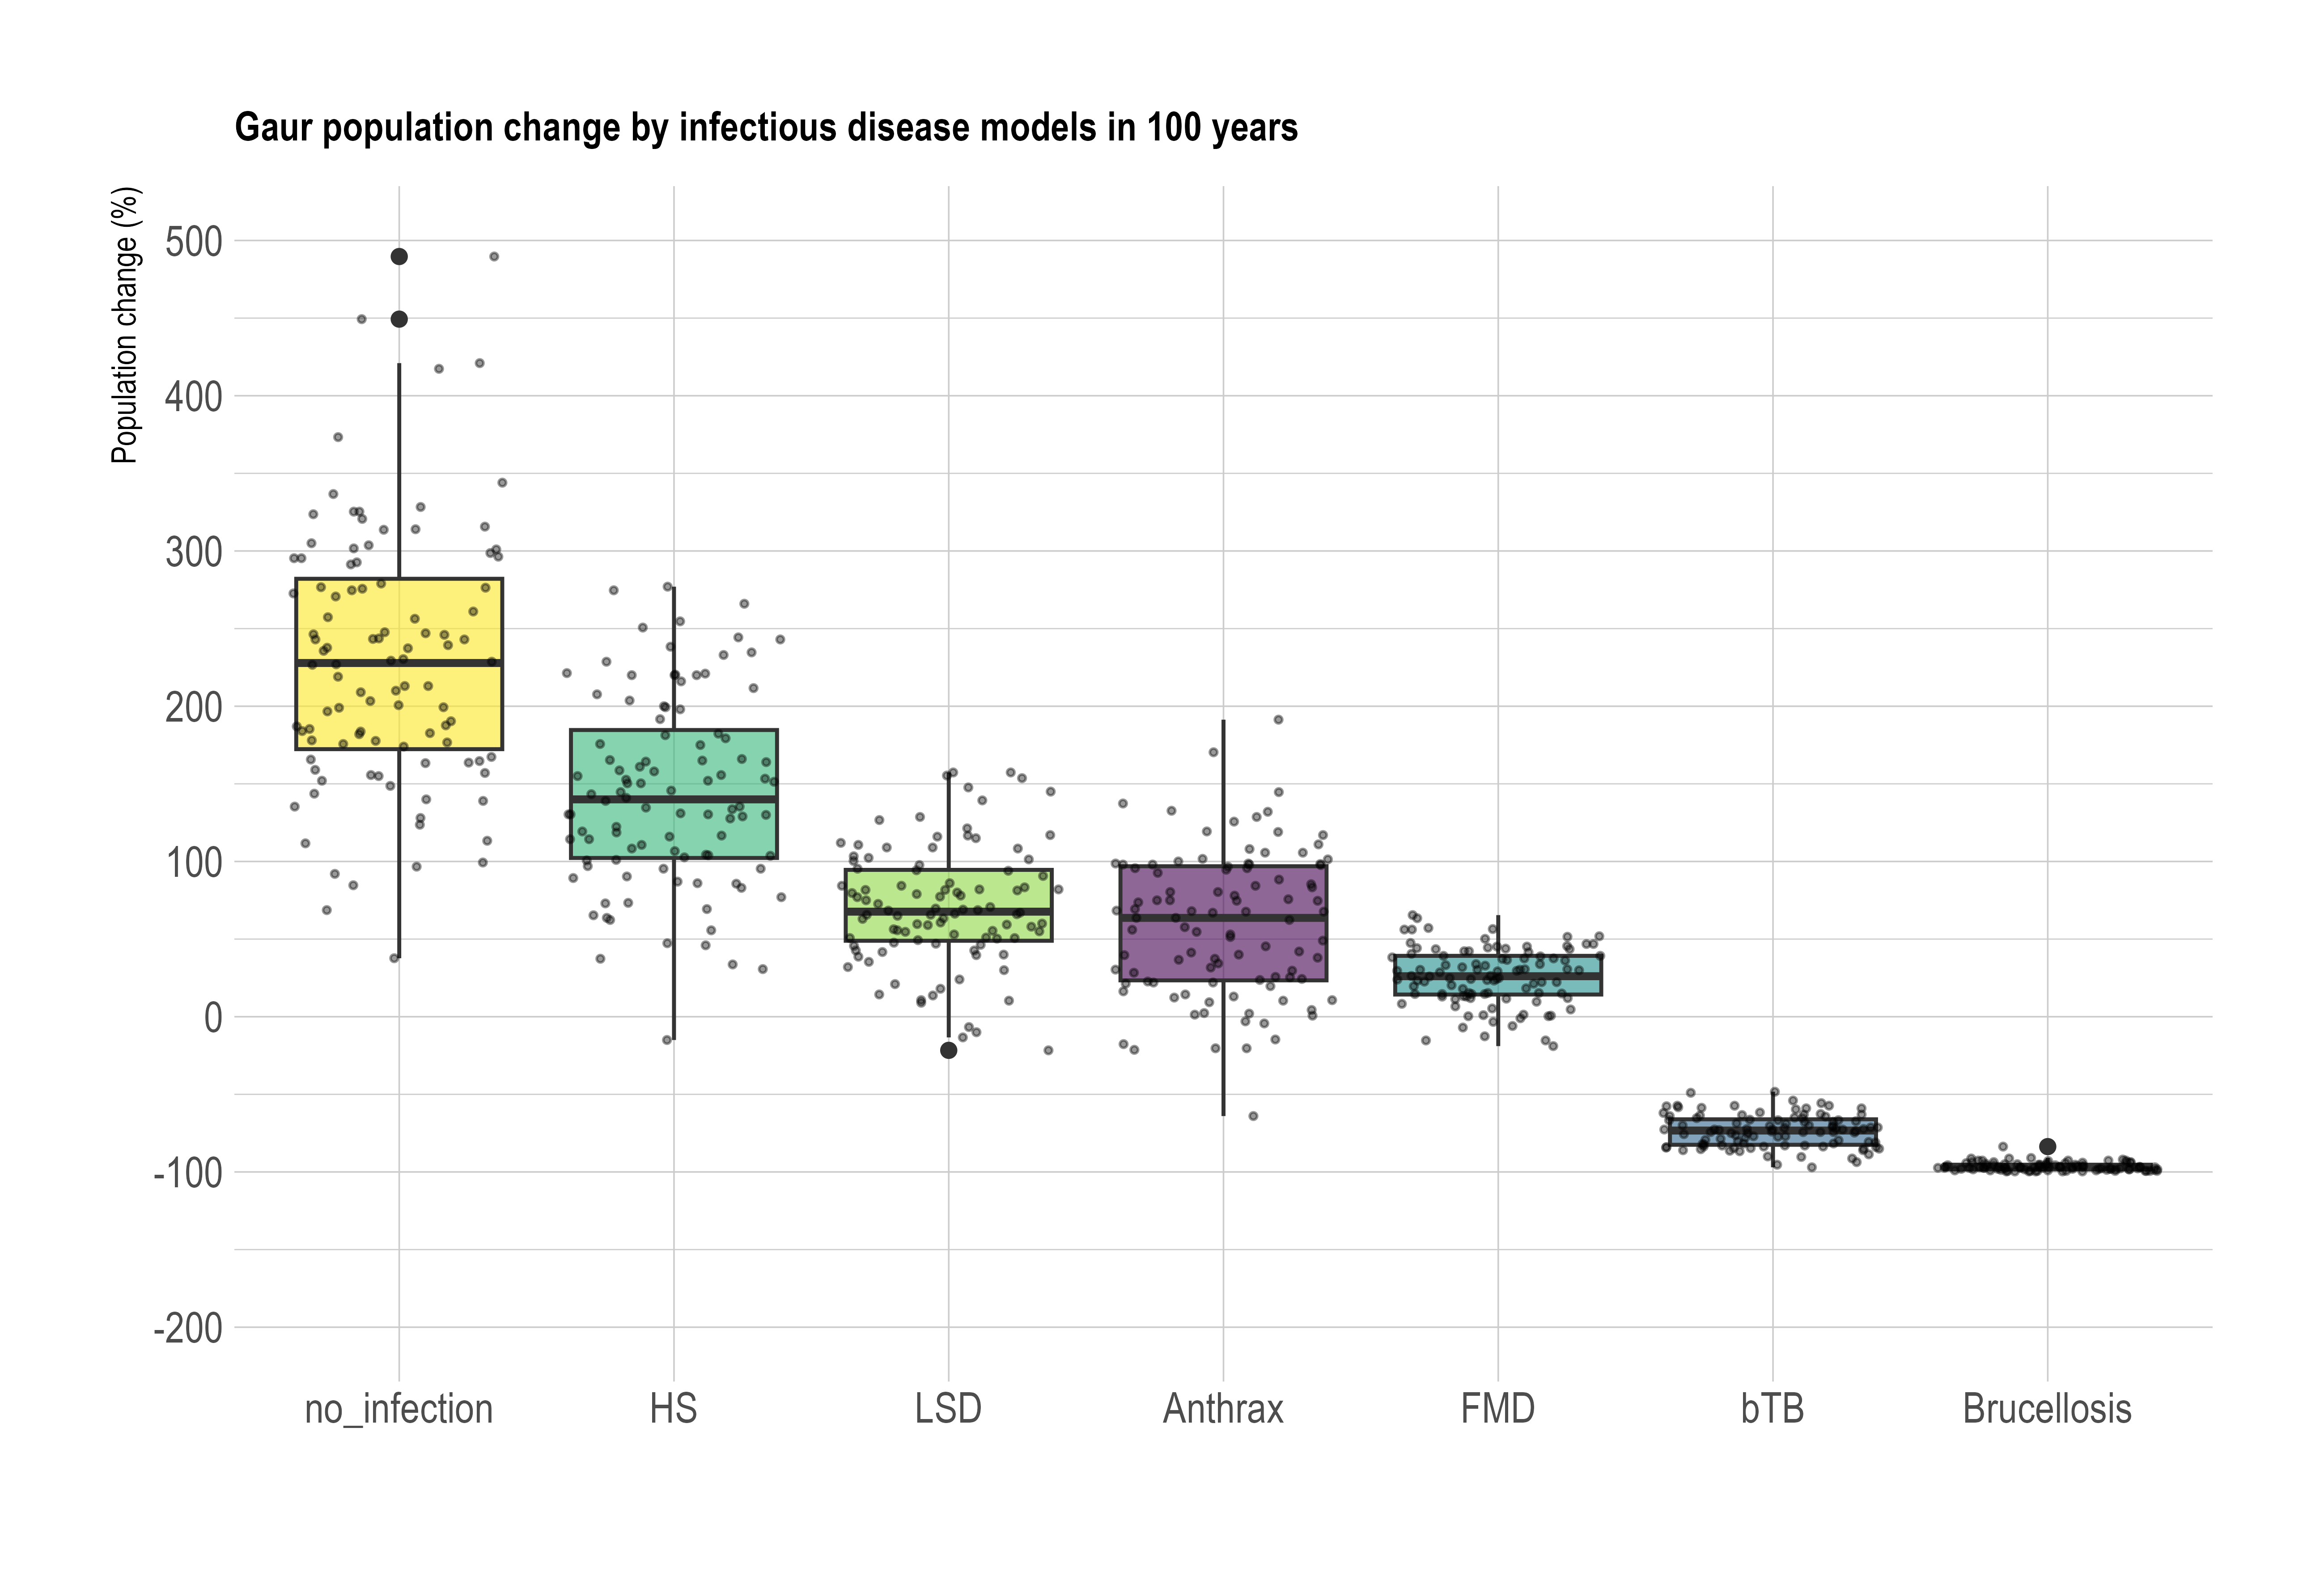 Gaur population change by infectious disease models in 100 years
Population change (%)
500
400
300
200
100
0
-100
-200
no_infection HS LSD Anthrax FMD bTB Brucellosis